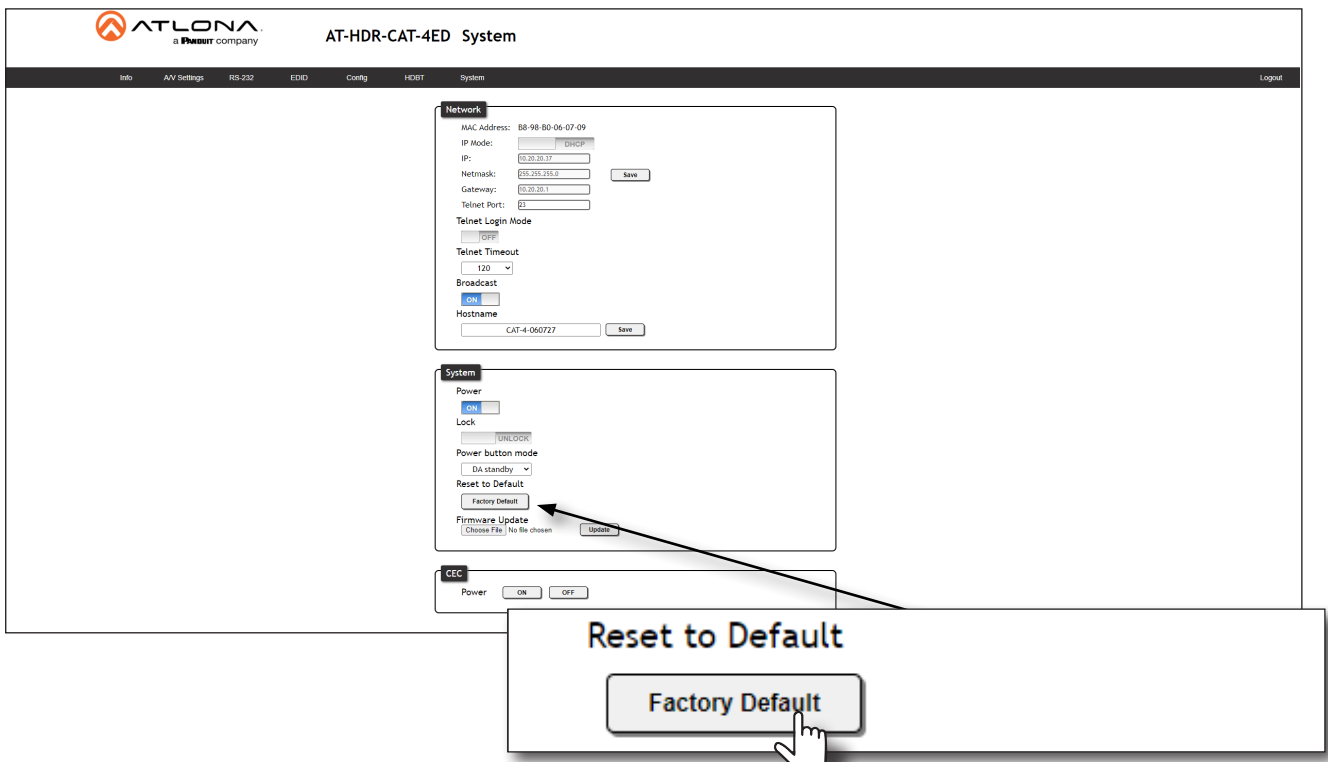 ATLONA.
a PANDUIT company
AT-HDR-CAT-4ED System
Info A/V Settings RS-232 EDID Config HDBT System Logout
Network
MAC Address: B8-98-B0-06-07-09
IP Mode: DHCP
IP: 10.20.20.37
Netmask: 255.255.255.0 Save
Gateway: 10.20.20.1
Telnet Port: 23
Telnet Login Mode
OFF
Telnet Timeout
120
Broadcast
ON
Hostname
CAT-4-060727 Save
System
Power
ON
Lock
UNLOCK
Power button mode
DA standby
Reset to Default
Factory Default
Firmware Update
Choose File No file chosen Update
CEC
Power ON OFF
Reset to Default
Factory Default